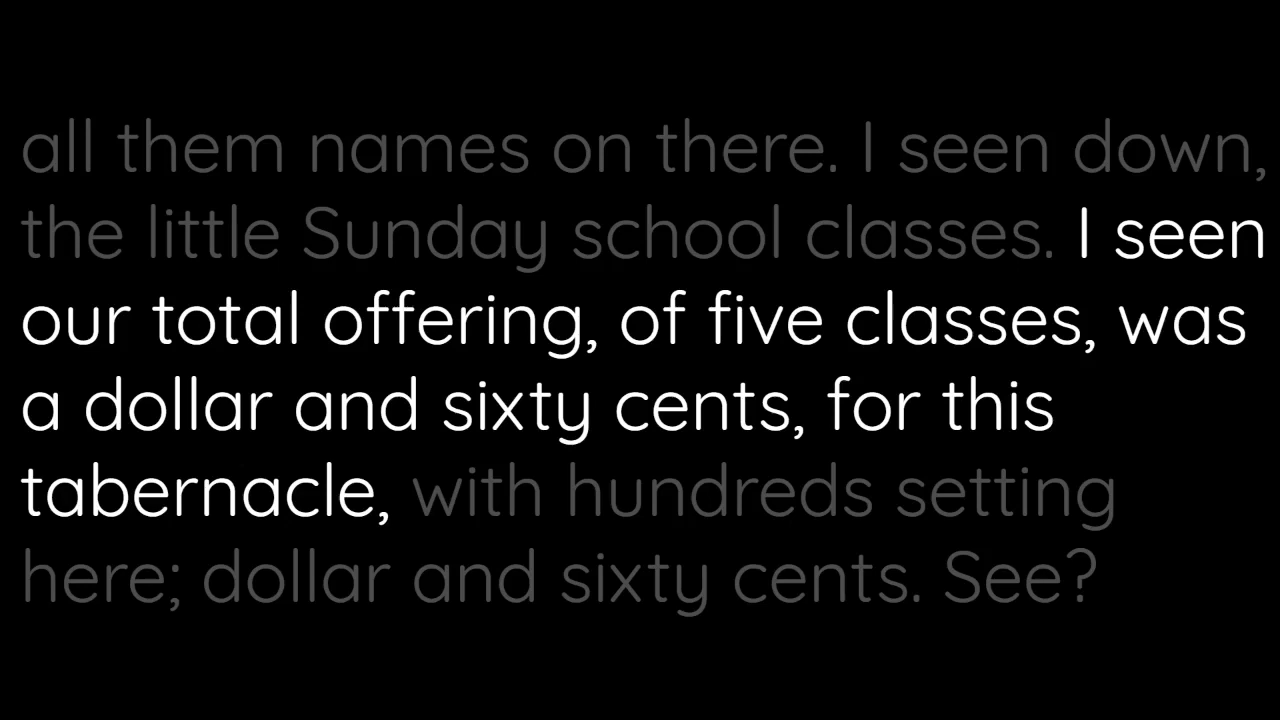 all them names on there. I seen down,
the little Sunday school classes. I seen
our total offering, of five classes, was
a dollar and sixty cents, for this
tabernacle, with hundreds setting
here; dollar and sixty cents. See?